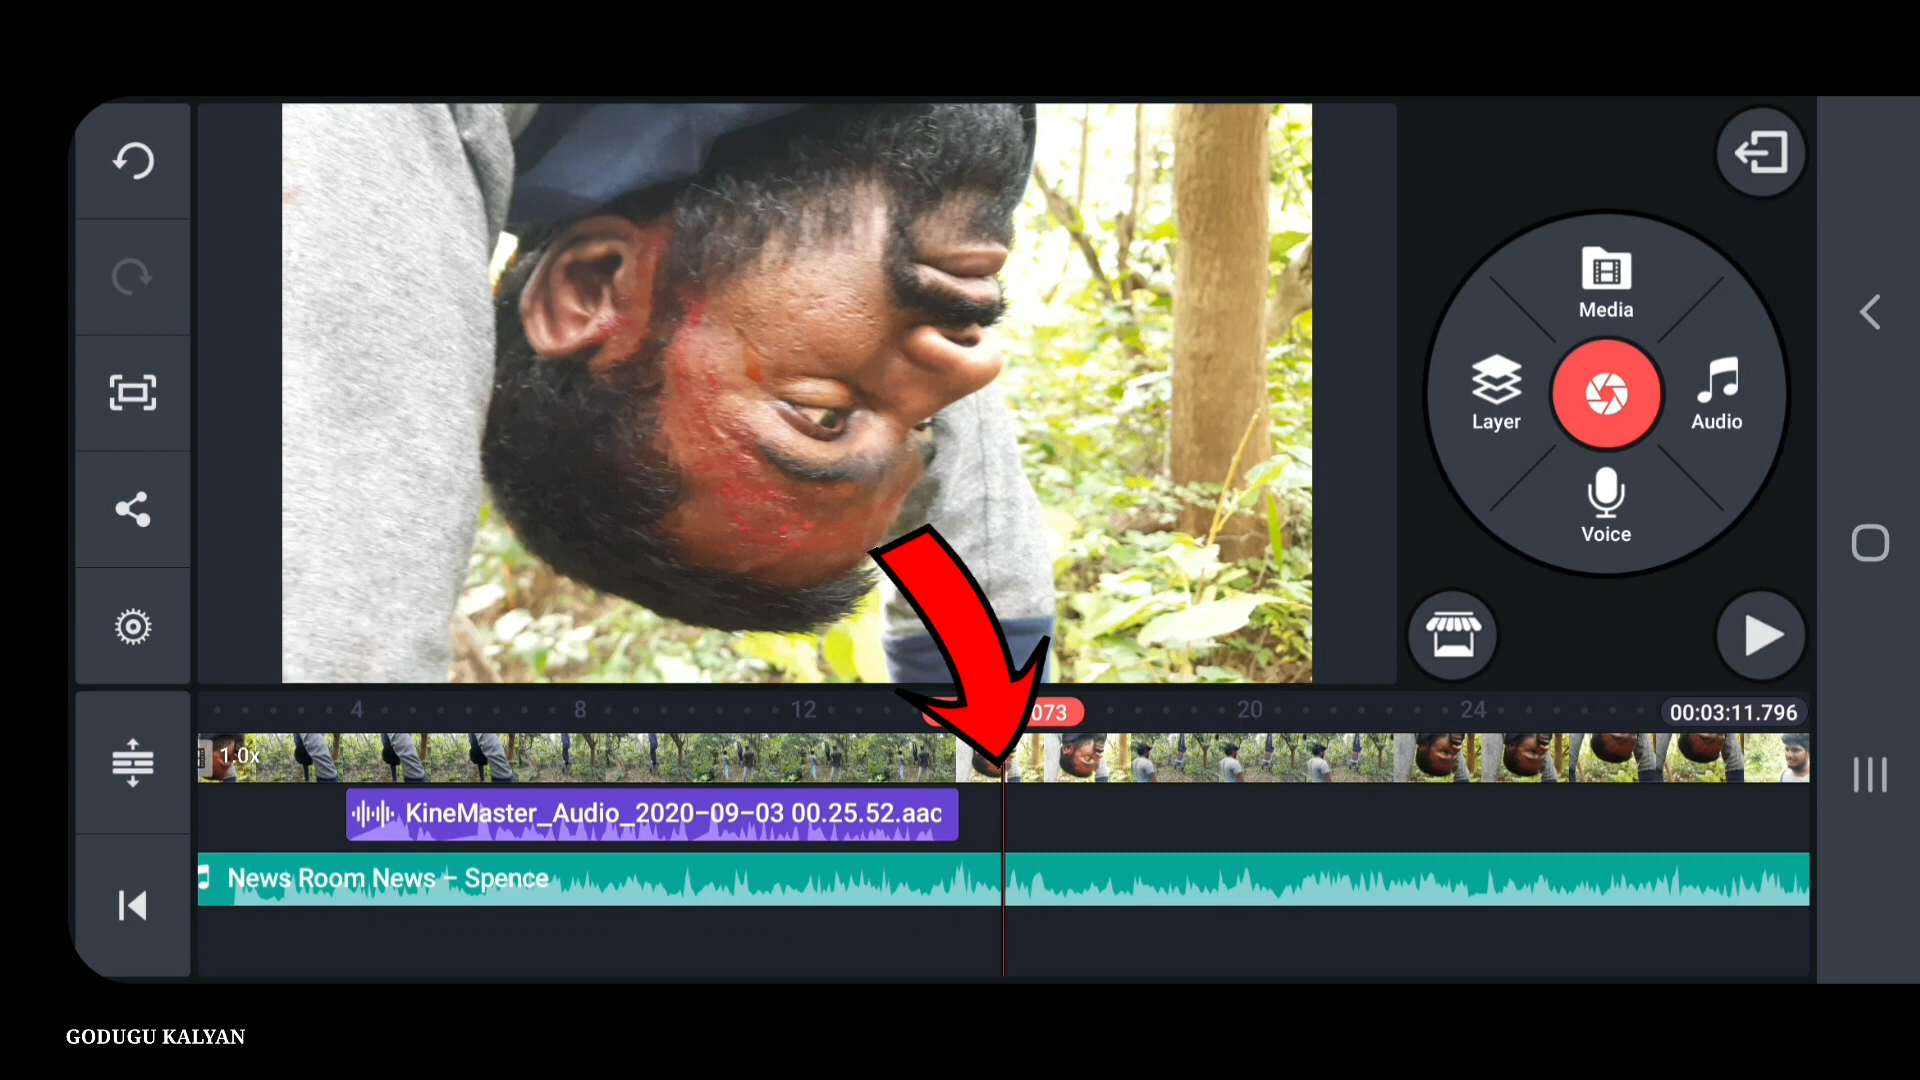 Media
Layer
Audio
Voice
4
8
12
073
20
24
00:03:11.796
1.0x
KineMaster_Audio_2020-09-03 00.25.52.aac
News Room News – Spence
GODUGU KALYAN